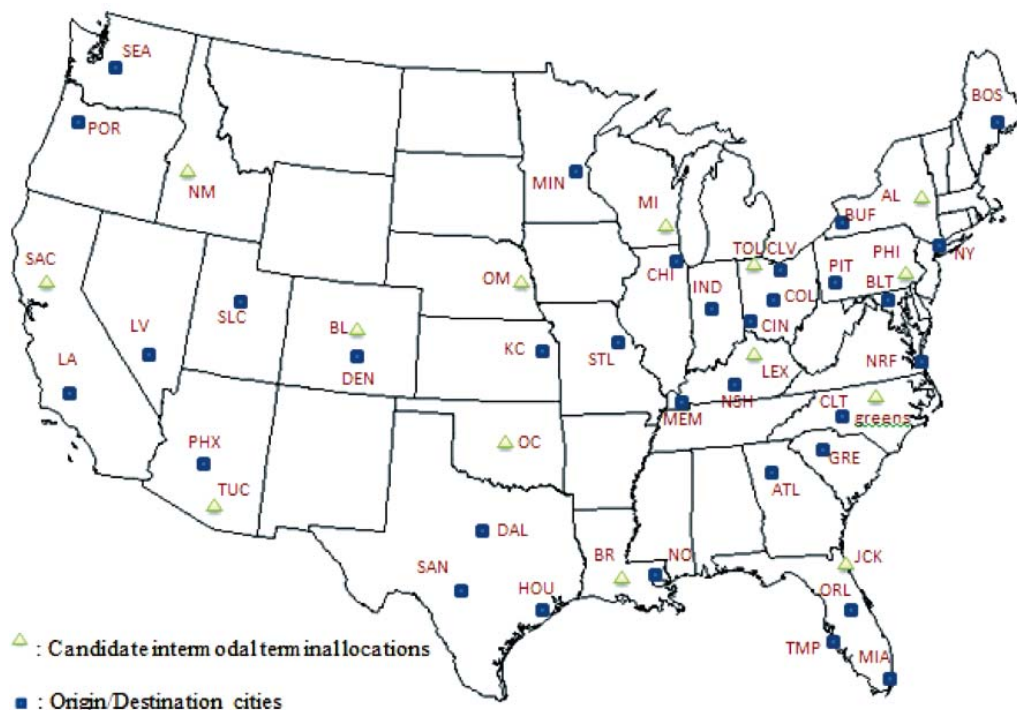 SEA
BOS
POR
MIN
NM
MI
AL
BUF
TOL CLV
PHI
NY
SAC
OM
CHI
IND
PIT
BLT
COL
SLC
LV
BL
KC
STL
CIN
LA
DEN
LEX
NRF
NSH
MEM
CLT
greens
PHX
OC
GRE
TUC
ATL
DAL
BR
NO
JCK
SAN
HOU
ORL
TMP
MIA
: Candidate intermodal terminal locations
: Origin/Destination cities